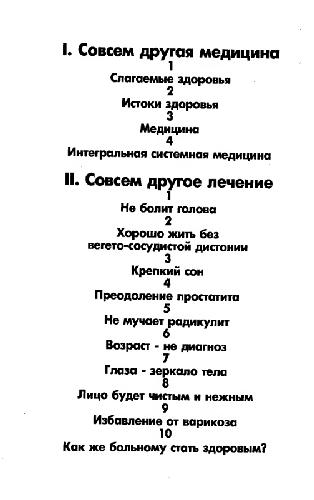 I. Совсем другая медицина
1
Слагаемые здоровья
2
Истоки здоровья
3
Медицина
4
Интегральная системная медицина
II. Совсем другое лечение
1
Не болит голова
2
Хорошо жить без
вегето-сосудистой дистонии
3
Крепкий сон
4
Преодоление простатита
5
Не мучает радикулит
6
Возраст - не диагноз
7
Глаза - зеркало тела
8
Лицо будет чистым и нежным
9
Избавление от варикоза
10
Как же больному стать здоровым?